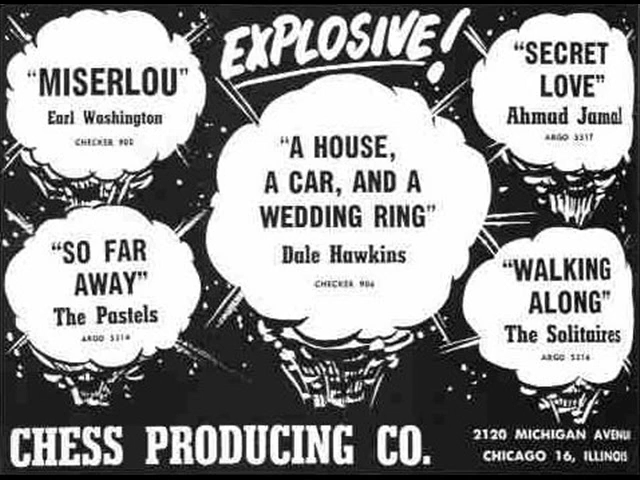 EXPLOSIVE!
"MISERLOU"
Earl Washington
CHECKER
"A HOUSE,
A CAR, AND A
WEDDING RING"
Dale Hawkins
CHECKER 906
"SECRET
LOVE"
Ahmad Jamal
ARGO 5317
"SO FAR
AWAY"
The Pastels
ARGO 5314
"WALKING
ALONG"
The Solitaires
ARGO 5316
CHESS PRODUCING CO.
2120 MICHIGAN AVENU
CHICAGO 16, ILLINOIS